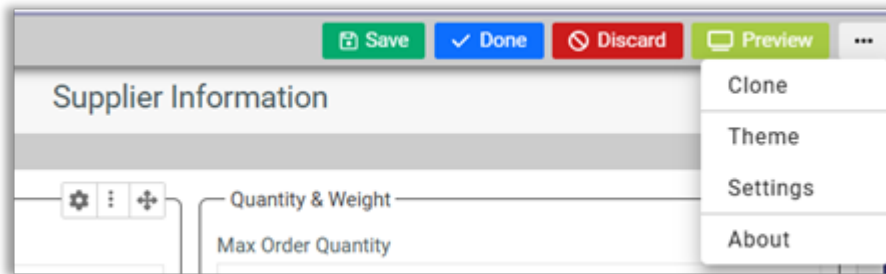 Save Done Discard Preview ...
Supplier Information
Clone
Theme
Settings
About
Quantity & Weight
Max Order Quantity